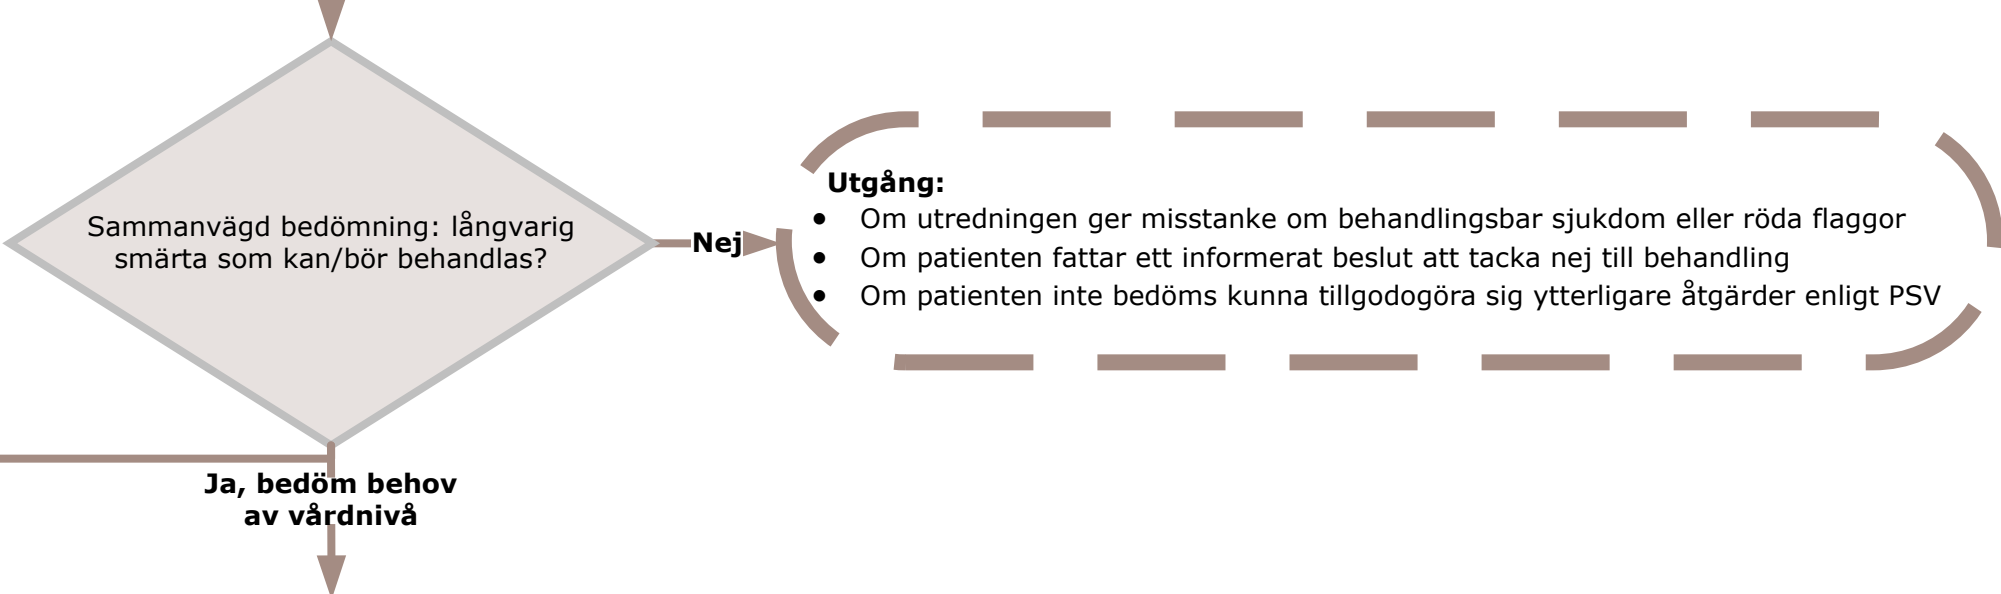 Sammanvägd bedömning: långvarig
smärta som kan/bör behandlas?
Nej
Utgång:
• Om utredningen ger misstanke om behandlingsbar sjukdom eller röda flaggor
• Om patienten fattar ett informerat beslut att tacka nej till behandling
• Om patienten inte bedöms kunna tillgodogöra sig ytterligare åtgärder enligt PSV
Ja, bedöm behov
av vårdnivå